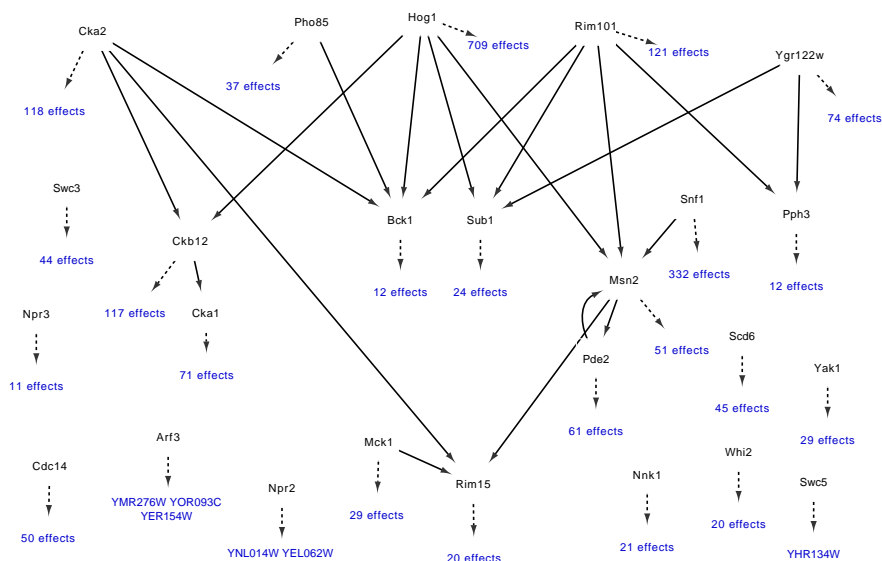 Cka2
Pho85
Hog1
Rim101
709 effects
121 effects
Ygr122w
37 effects
118 effects
74 effects
Swc3
Snf1
Bck1
Sub1
Pph3
Ckb12
44 effects
332 effects
Msn2
12 effects
24 effects
12 effects
117 effects
Cka1
Npr3
Scd6
51 effects
Pde2
Yak1
71 effects
11 effects
45 effects
61 effects
29 effects
Arf3
Mck1
Whi2
Cdc14
Nnk1
Rim15
Npr2
Swc5
YMR276W YOR093C
YER154W
29 effects
20 effects
50 effects
21 effects
YNL014W YEL062W
20 effects
YHR134W